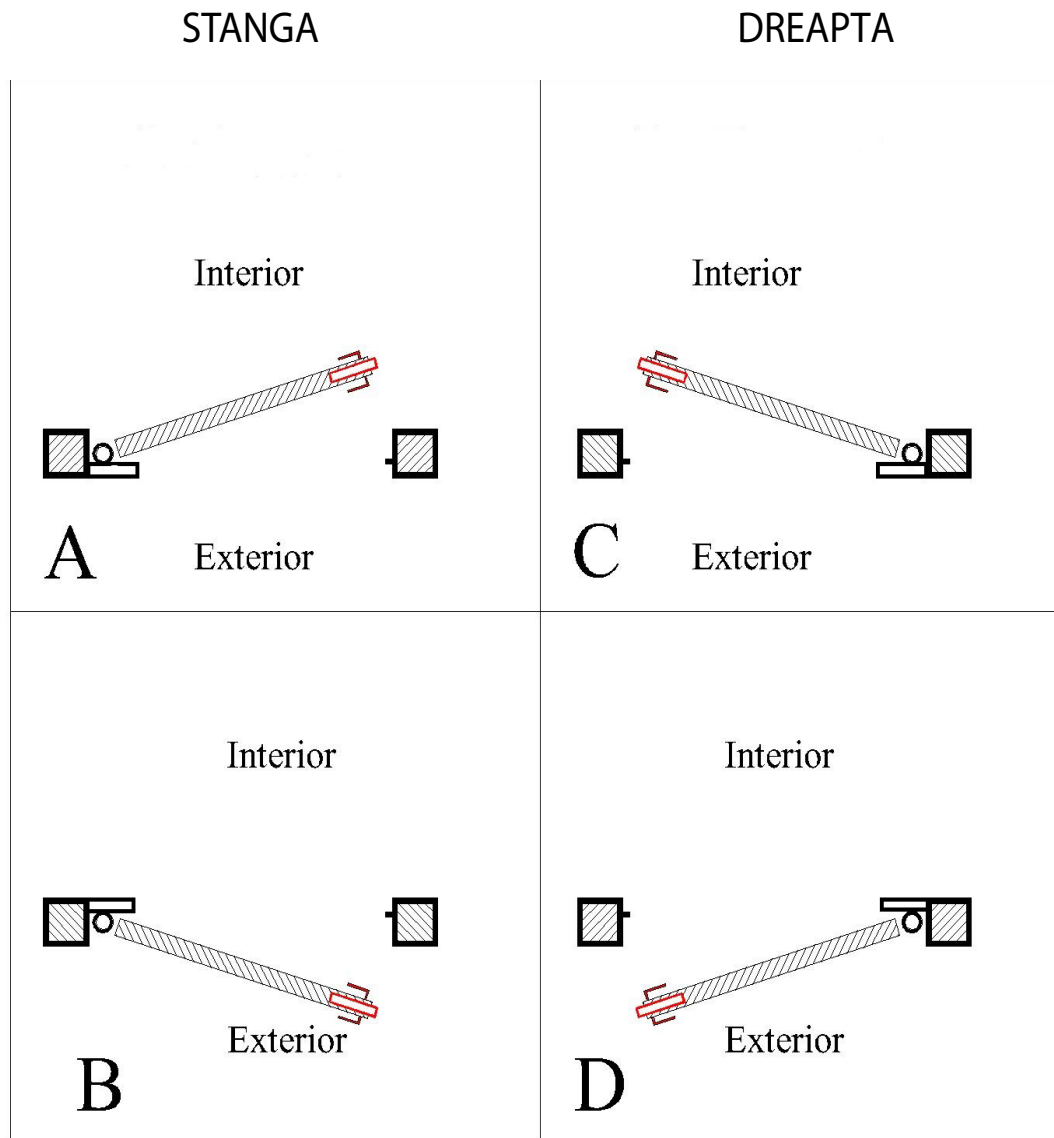 STANGA
DREAPTA
Interior
Interior
A
Exterior
C
Exterior
Interior
Interior
Exterior
Exterior
B
D